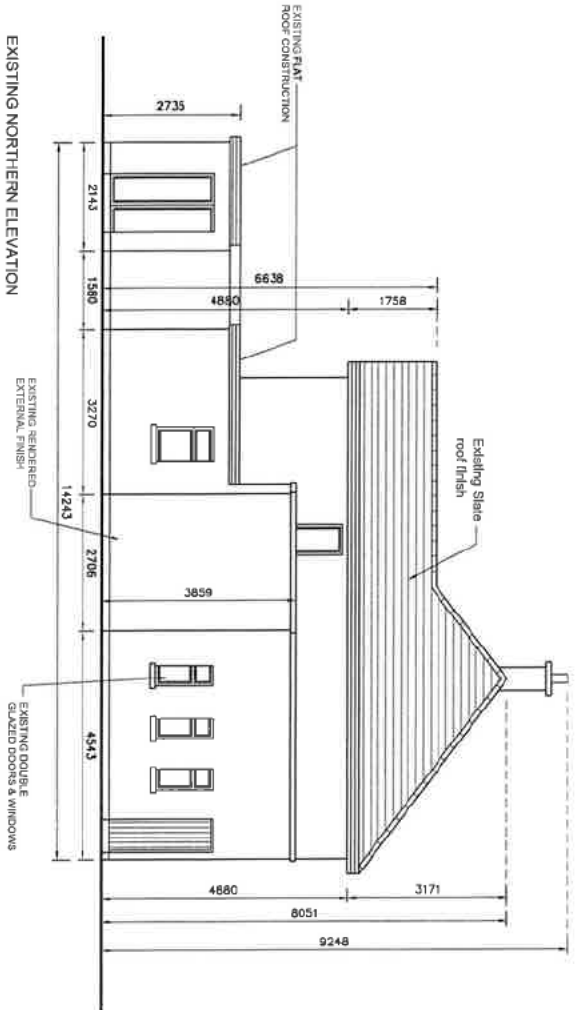 EXISTING FLAT
ROOF CONSTRUCTION
Existing Slate
roof finish
2735
6638
4880
1758
3859
4880
3171
8051
9248
2143
1580
3270
2706
4543
14243
EXISTING RENDERED
EXTERNAL FINISH
EXISTING DOUBLE
GLAZED DOORS & WINDOWS
EXISTING NORTHERN ELEVATION